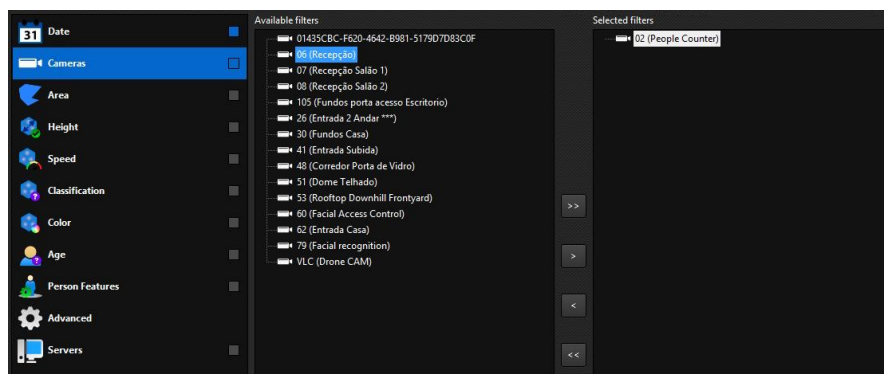 31 Date
Cameras
Area
Height
Speed
Classification
Color
Age
Person Features
Advanced
Servers
Available filters
01435CBC-F620-4642-B981-5179D7D83C0F
06 (Recepção)
07 (Recepção Salão 1)
08 (Recepção Salão 2)
105 (Fundos porta acesso Escritorio)
26 (Entrada 2 Andar ***)
30 (Fundos Casa)
41 (Entrada Subida)
48 (Corredor Porta de Vidro)
51 (Dome Telhado)
53 (Rooftop Downhill Frontyard)
60 (Facial Access Control)
62 (Entrada Casa)
79 (Facial recognition)
VLC (Drone CAM)
>>
>
<
<<
Selected filters
02 (People Counter)